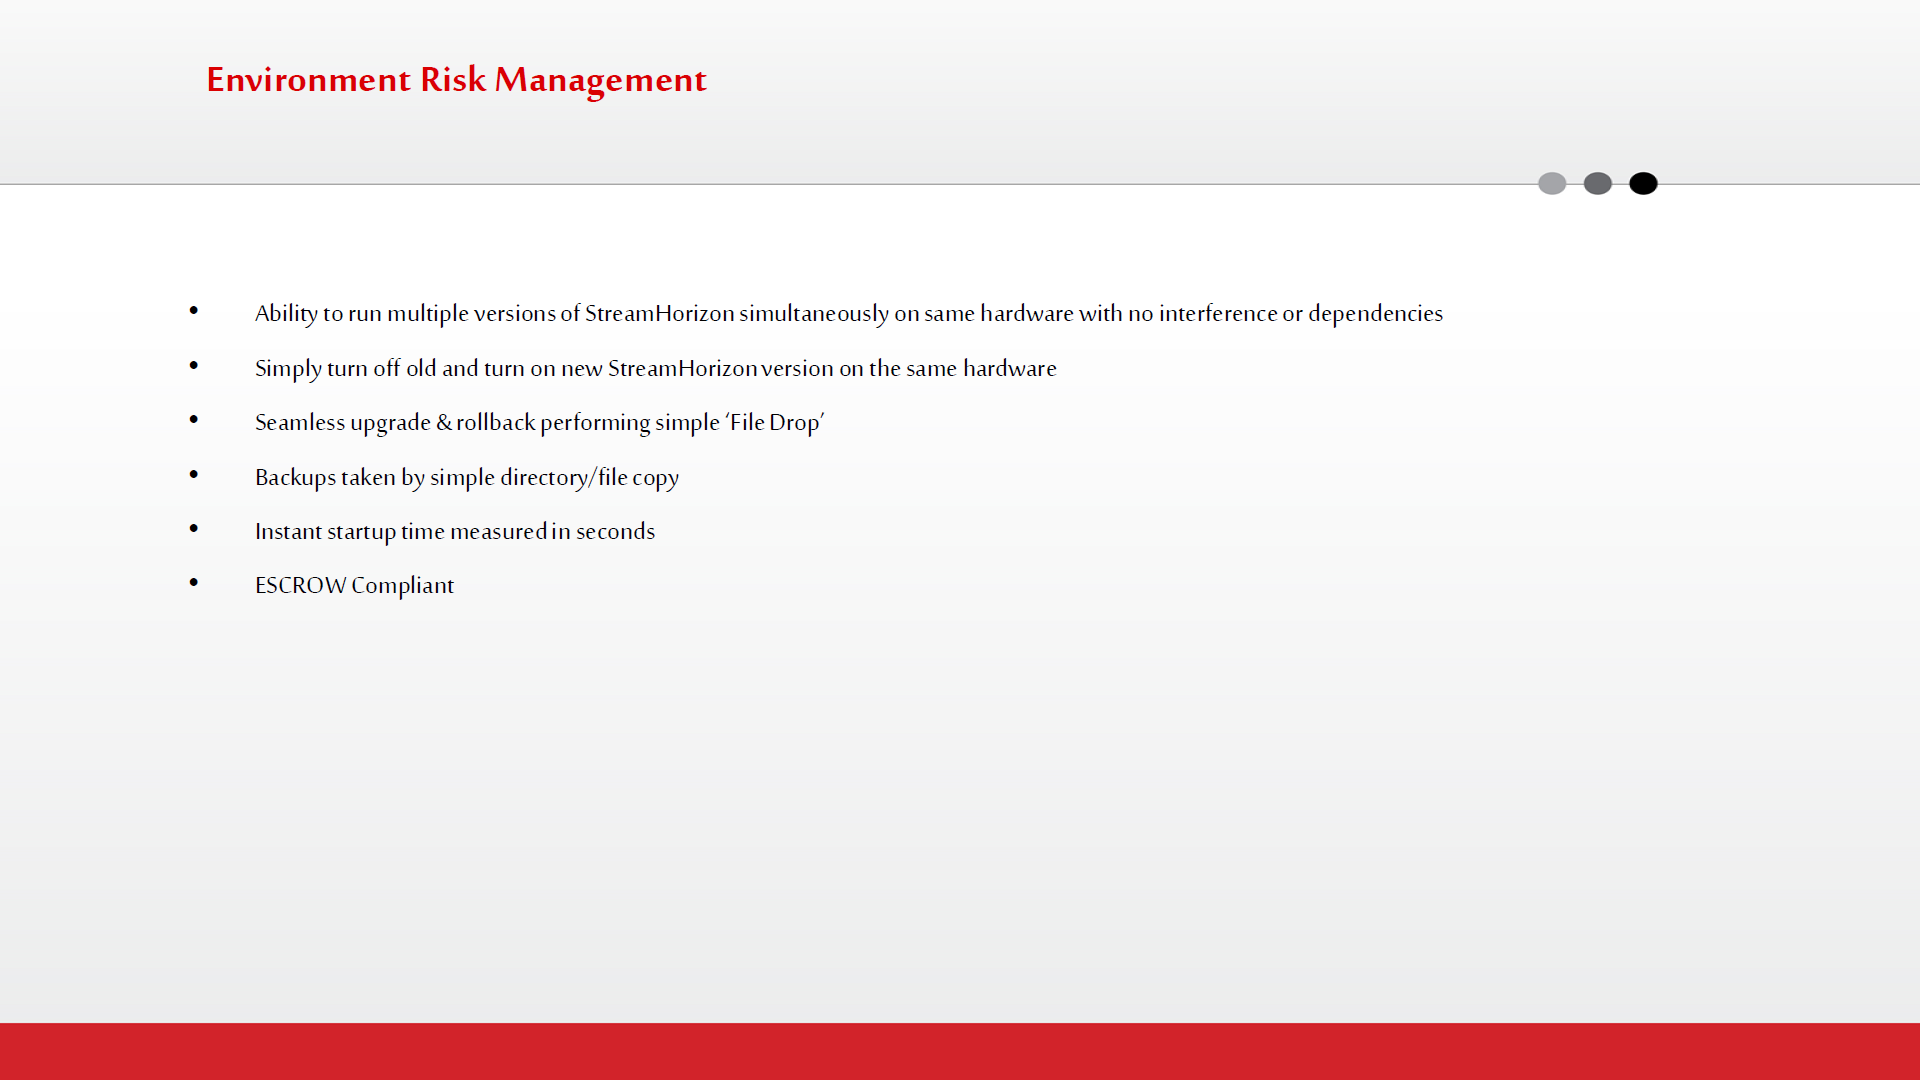 Environment Risk Management
• Ability to run multiple versions of StreamHorizon simultaneously on same hardware with no interference or dependencies
• Simply turn off old and turn on new StreamHorizon version on the same hardware
• Seamless upgrade & rollback performing simple ‘File Drop’
• Backups taken by simple directory/file copy
• Instant startup time measured in seconds
• ESCROW Compliant